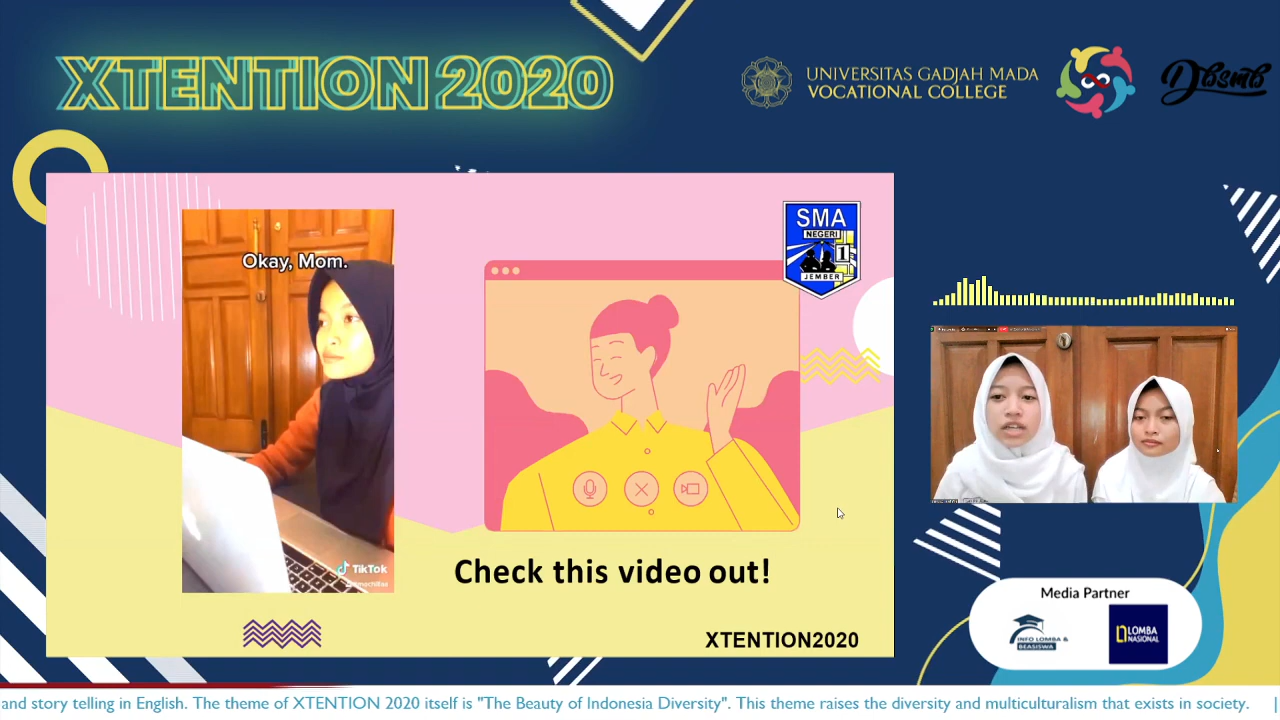 XTENTION 2020
UNIVERSITAS GADJAH MADA
VOCATIONAL COLLEGE
Dbsmb
Okay, Mom.
SMA
NEGERI
1
JEMBER
TikTok
Check this video out!
XTENTION2020
Media Partner
INFO LOMBA &
BEASISWA
LOMBA
NASIONAL
and story telling in English. The theme of XTENTION 2020 itself is "The Beauty of Indonesia Diversity". This theme raises the diversity and multiculturalism that exists in society.